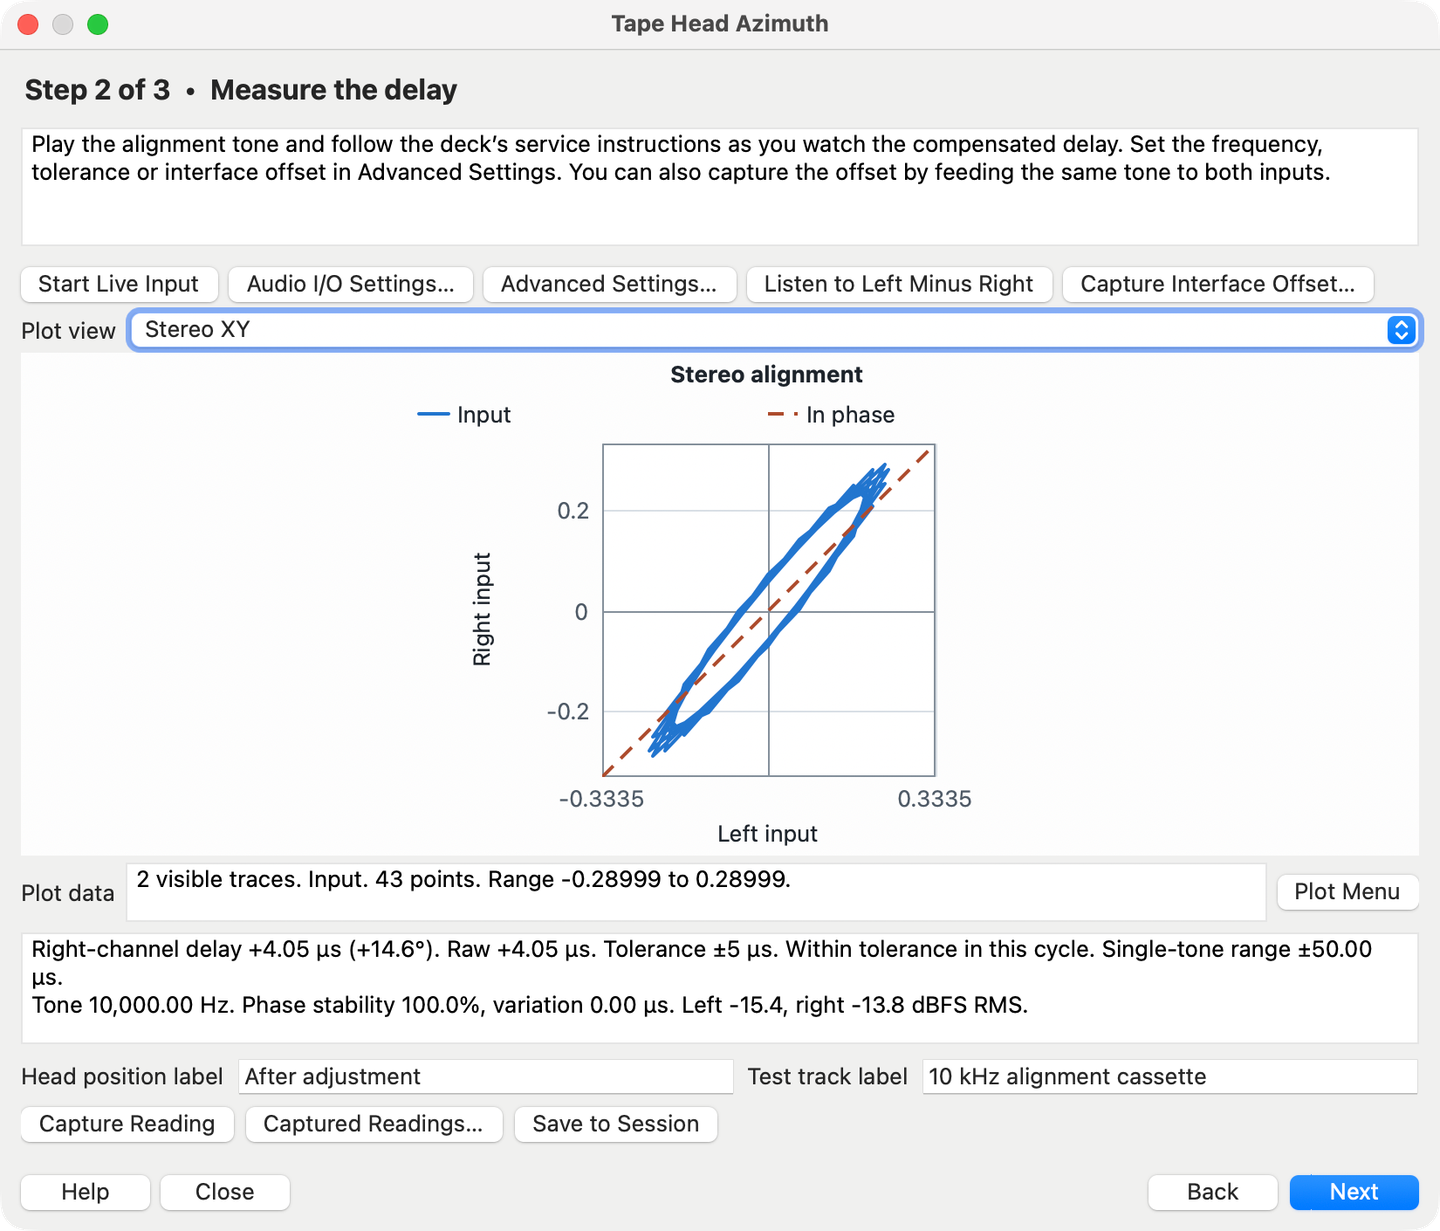 Tape Head Azimuth
Step 2 of 3 • Measure the delay
Play the alignment tone and follow the deck’s service instructions as you watch the compensated delay. Set the frequency,
tolerance or interface offset in Advanced Settings. You can also capture the offset by feeding the same tone to both inputs.
Start Live Input
Audio I/O Settings...
Advanced Settings...
Listen to Left Minus Right
Capture Interface Offset...
Plot view
Stereo XY
Stereo alignment
Input
In phase
0.2
0
-0.2
Right input
-0.3335
0.3335
Left input
Plot data
2 visible traces. Input. 43 points. Range -0.28999 to 0.28999.
Plot Menu
Right-channel delay +4.05 µs (+14.6°). Raw +4.05 µs. Tolerance ±5 µs. Within tolerance in this cycle. Single-tone range ±50.00
µs.
Tone 10,000.00 Hz. Phase stability 100.0%, variation 0.00 µs. Left -15.4, right -13.8 dBFS RMS.
Head position label
After adjustment
Test track label
10 kHz alignment cassette
Capture Reading
Captured Readings...
Save to Session
Help
Close
Back
Next